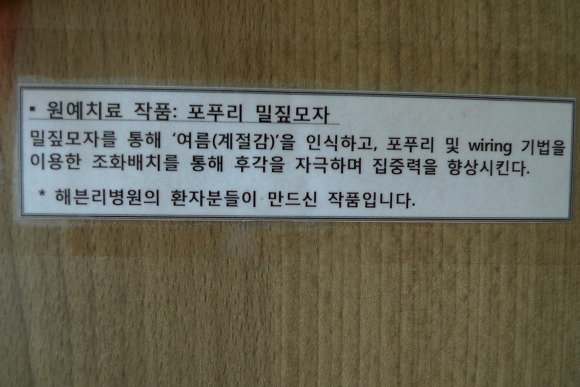 ▪ 원예치료 작품: 포푸리 밀짚모자
밀짚모자를 통해 '여름(계절감)'을 인식하고, 포푸리 및 wiring 기법을
이용한 조화배치를 통해 후각을 자극하며 집중력을 향상시킨다.
* 해븐리병원의 환자분들이 만드신 작품입니다.